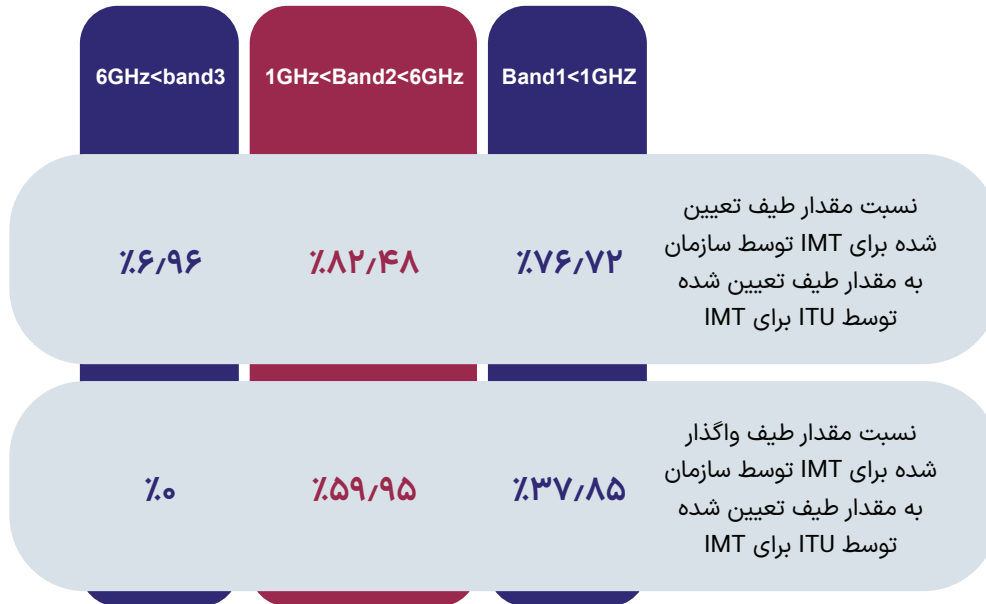 Band1<1GHZ
1GHz<Band2<6GHz
6GHz<band3
نسبت مقدار طیف تعیین
شده برای IMT توسط سازمان
به مقدار طیف تعیین شده
توسط ITU برای IMT
٪۷۶٫۷۲
٪۸۲٫۴۸
٪۶٫۹۶
نسبت مقدار طیف واگذار
شده برای IMT توسط سازمان
به مقدار طیف تعیین شده
توسط ITU برای IMT
٪۳۷٫۸۵
٪۵۹٫۹۵
٪۰